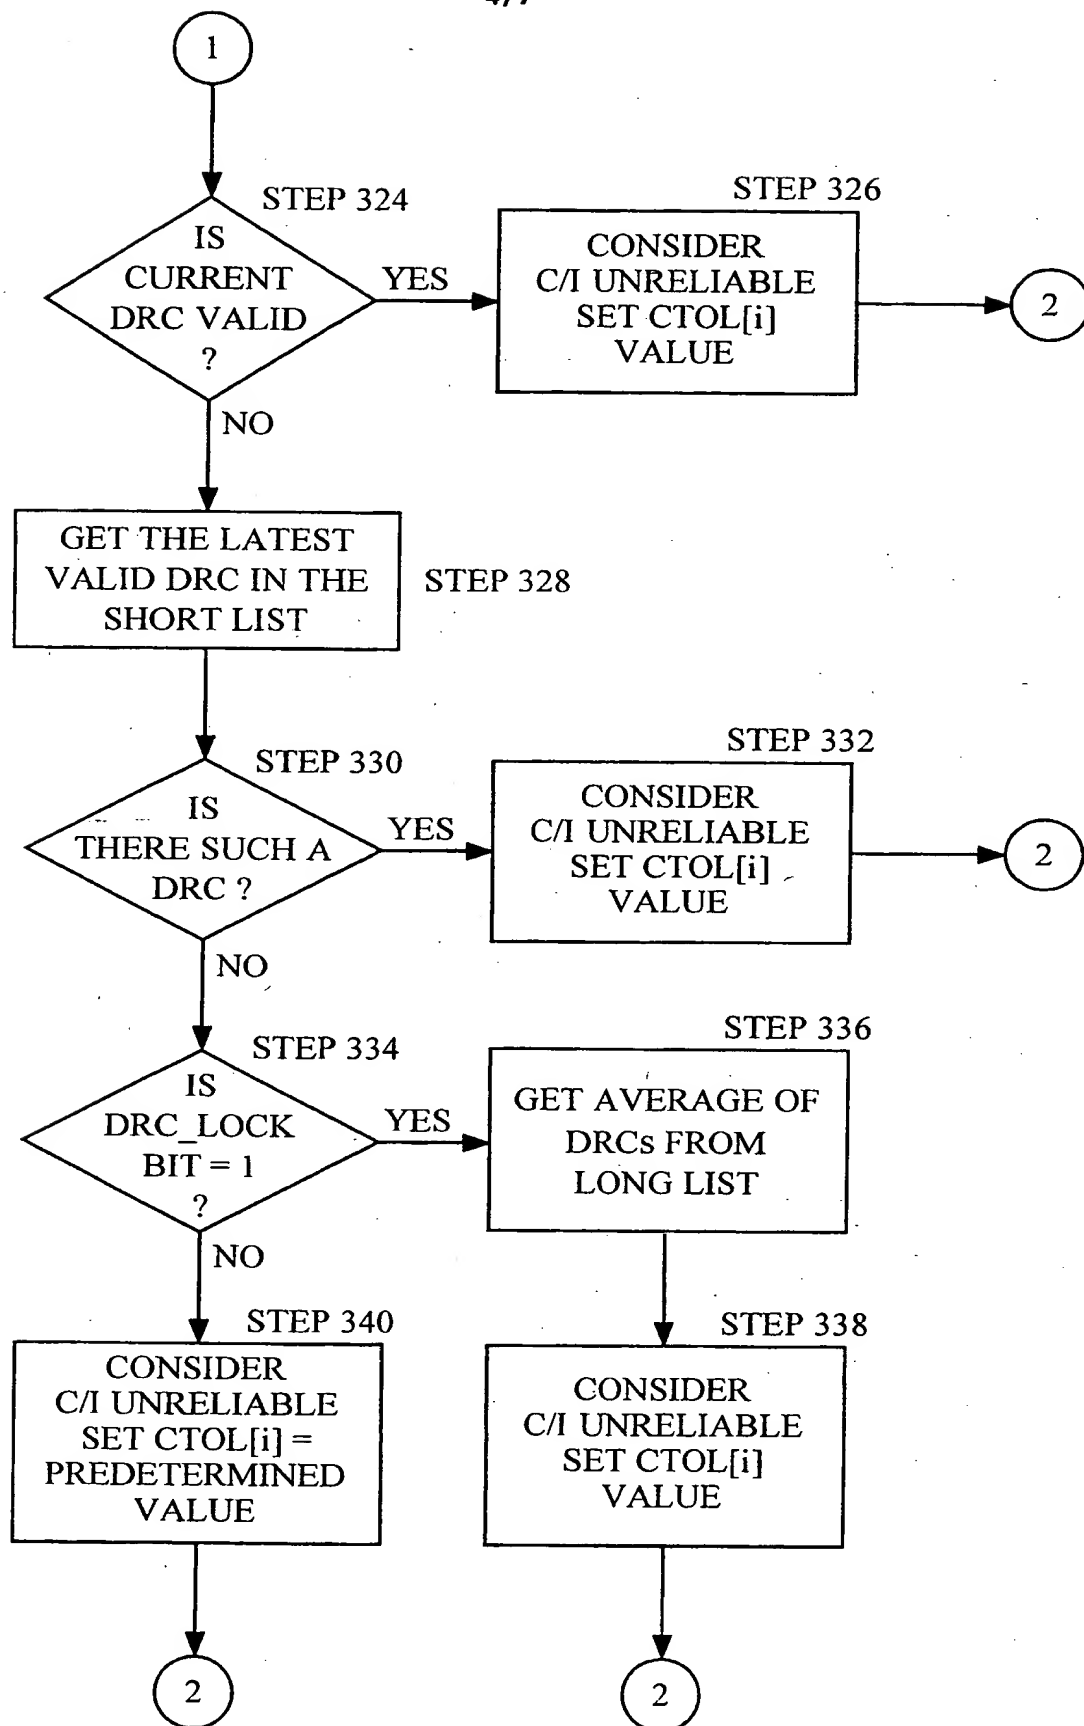 4/7
1
STEP 324
IS
CURRENT
DRC VALID
?
YES
STEP 326
CONSIDER
C/I UNRELIABLE
SET CTOL[i]
VALUE
2
NO
GET THE LATEST
VALID DRC IN THE
SHORT LIST
STEP 328
STEP 330
IS
THERE SUCH A
DRC ?
YES
STEP 332
CONSIDER
C/I UNRELIABLE
SET CTOL[i]
VALUE
2
NO
STEP 334
IS
DRC_LOCK
BIT = 1
?
YES
STEP 336
GET AVERAGE OF
DRCs FROM
LONG LIST
NO
STEP 340
CONSIDER
C/I UNRELIABLE
SET CTOL[i] =
PREDETERMINED
VALUE
2
STEP 338
CONSIDER
C/I UNRELIABLE
SET CTOL[i]
VALUE
2